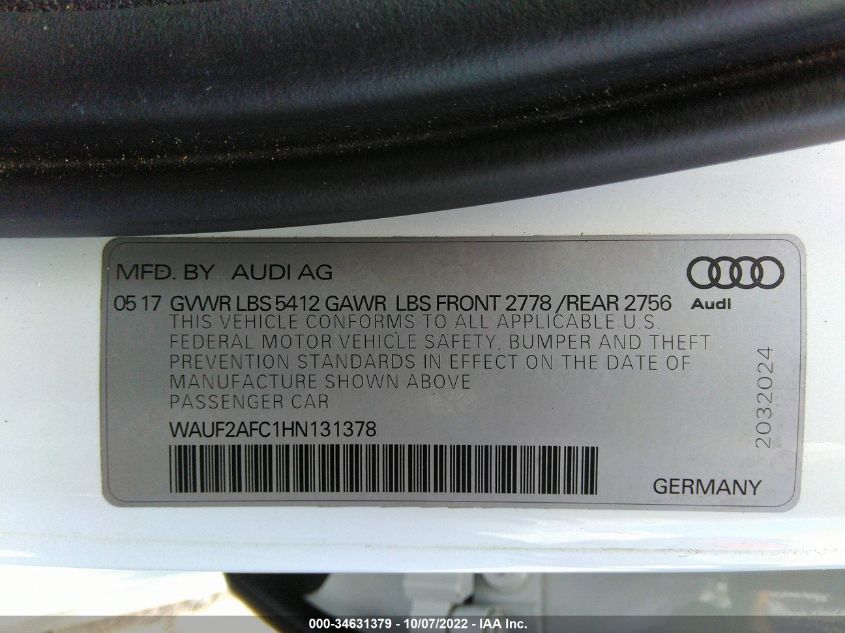 MFD. BY AUDI AG
05 17 GVWR LBS 5412 GAWR LBS FRONT 2778 /REAR 2756
Audi
THIS VEHICLE CONFORMS TO ALL APPLICABLE U.S.
FEDERAL MOTOR VEHICLE SAFETY, BUMPER AND THEFT
PREVENTION STANDARDS IN EFFECT ON THE DATE OF
MANUFACTURE SHOWN ABOVE
PASSENGER CAR
WAUF2AFC1HN131378
GERMANY
2032024
000-34631379 - 10/07/2022 - IAA Inc.